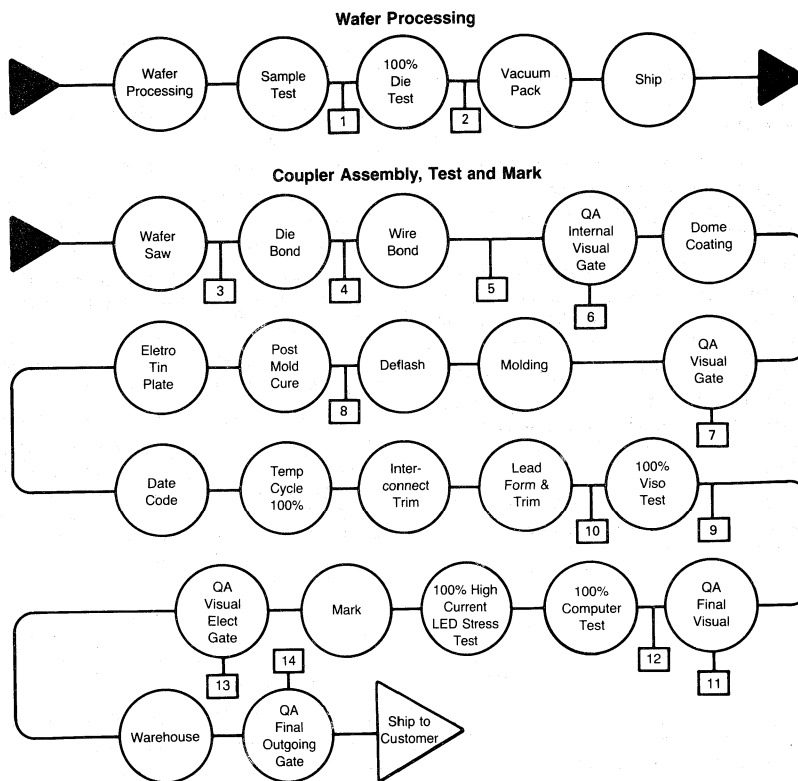 Wafer Processing
Wafer
Processing
Sample
Test
1
100%
Die
Test
2
Vacuum
Pack
Ship
Coupler Assembly, Test and Mark
Wafer
Saw
3
Die
Bond
4
Wire
Bond
5
QA
Internal
Visual
Gate
6
Dome
Coating
Eletro
Tin
Plate
Post
Mold
Cure
8
Deflash
Molding
QA
Visual
Gate
7
Date
Code
Temp
Cycle
100%
Inter-
connect
Trim
Lead
Form &
Trim
10
100%
Viso
Test
9
QA
Visual
Elect
Gate
13
Mark
100% High
Current
LED Stress
Test
100%
Computer
Test
12
QA
Final
Visual
11
Warehouse
14
QA
Final
Outgoing
Gate
Ship to
Customer